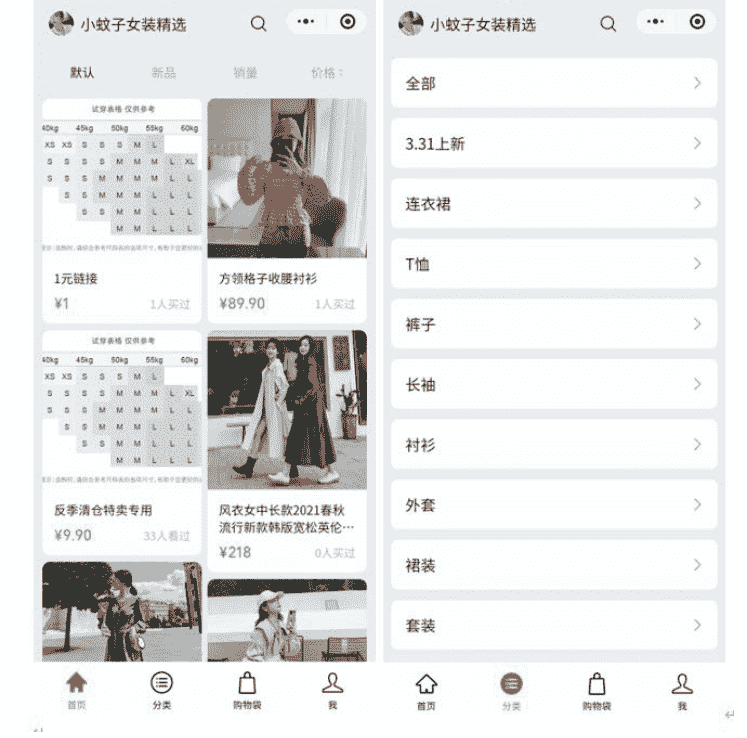 小蚊子女装精选
默认 新品 销量 价格
试穿表格 仅供参考
40kg 45kg 50kg 55kg 60kg
XS XS S S S M L
S S S S M M M L XL
S S S M M M M L L
S S M M M L L L
S S M M L L L
M M M L L L
1元链接
¥1 1人买过
方领格子收腰衬衫
¥89.90 1人买过
试穿表格 仅供参考
40kg 45kg 50kg 55kg 60kg
XS XS S S S M L
S S S S M M M L XL
S S S M M M M L L
S S M M M L L L
S S M M L L L
M M M L L L
反季清仓特卖专用
¥9.90 33人看过
风衣女中长款2021春秋
流行新款韩版宽松英伦…
¥218 0人买过
首页 分类 购物袋 我
小蚊子女装精选
全部
3.31上新
连衣裙
T恤
裤子
长袖
衬衫
外套
裙装
套装
首页 分类 购物袋 我